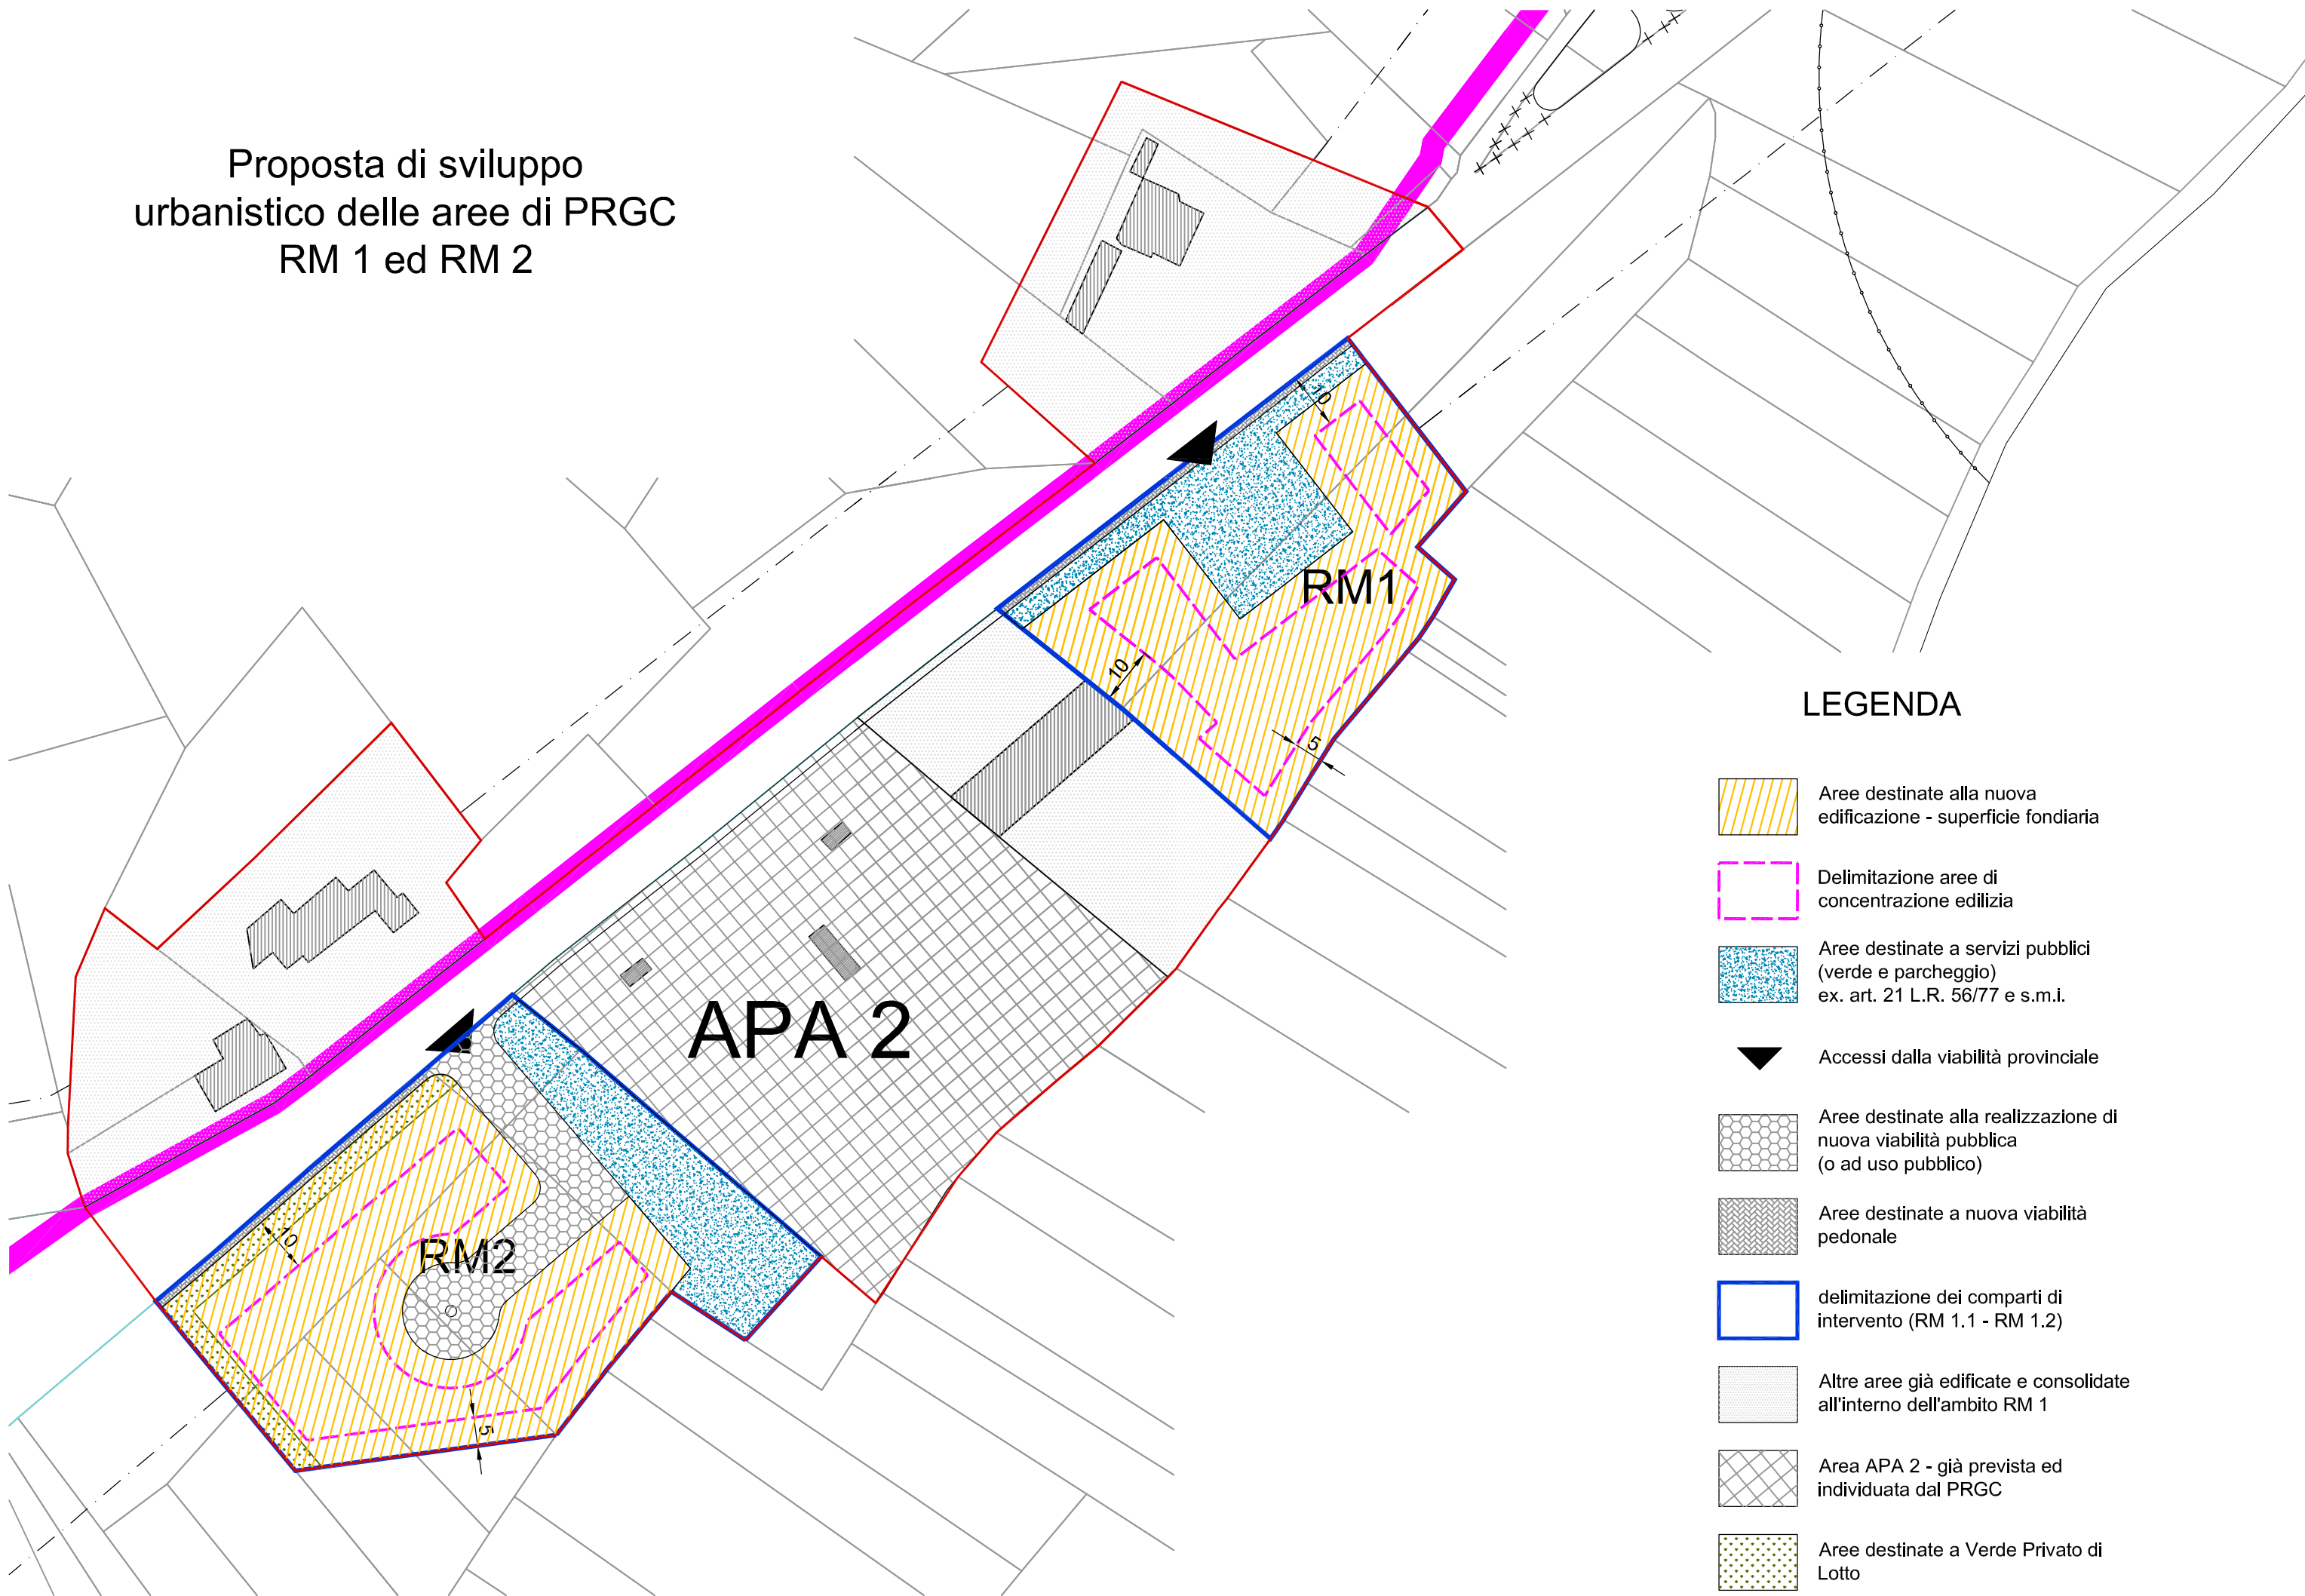 Proposta di sviluppo
urbanistico delle aree di PRGC
RM 1 ed RM 2
10
RM1
10
5
APA 2
RM2
10
5
LEGENDA
Aree destinate alla nuova
edificazione - superficie fondiaria
Delimitazione aree di
concentrazione edilizia
Aree destinate a servizi pubblici
(verde e parcheggio)
ex. art. 21 L.R. 56/77 e s.m.i.
Accessi dalla viabilità provinciale
Aree destinate alla realizzazione di
nuova viabilità pubblica
(o ad uso pubblico)
Aree destinate a nuova viabilità
pedonale
delimitazione dei comparti di
intervento (RM 1.1 - RM 1.2)
Altre aree già edificate e consolidate
all'interno dell'ambito RM 1
Area APA 2 - già prevista ed
individuata dal PRGC
Aree destinate a Verde Privato di
Lotto